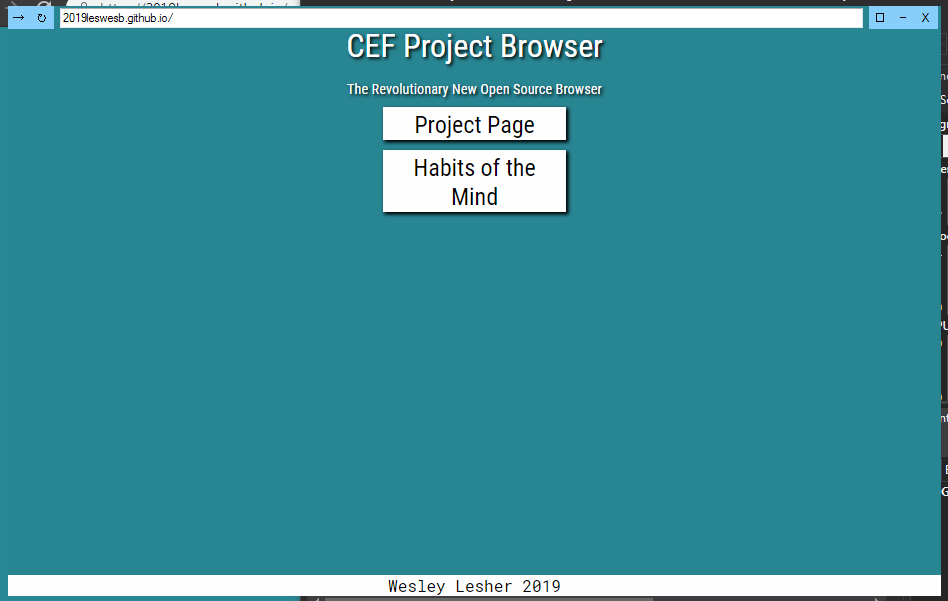 → ↻ 2019leswesb.github.io/ □ − X
CEF Project Browser
The Revolutionary New Open Source Browser
Project Page
Habits of the
Mind
Wesley Lesher 2019